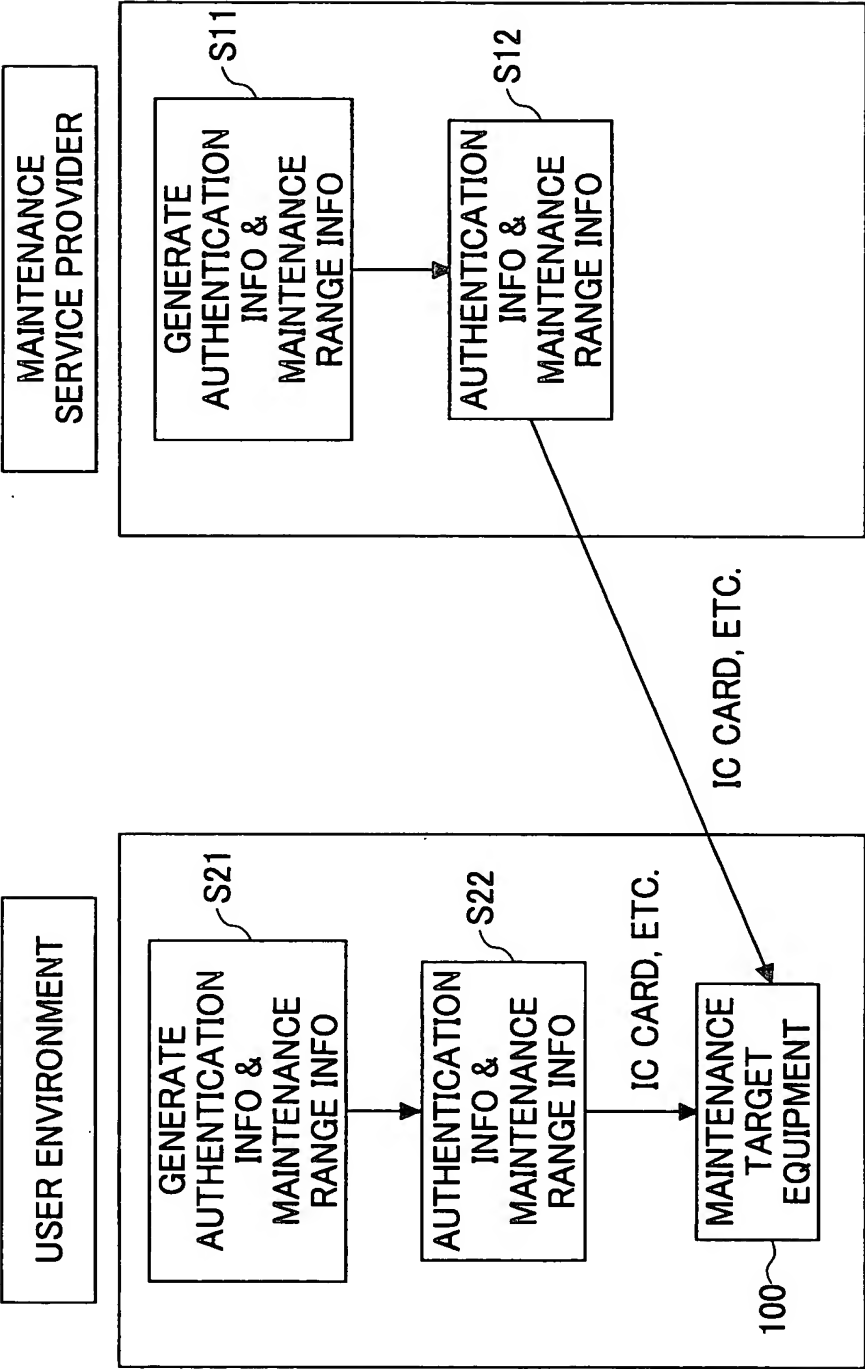 USER ENVIRONMENT
GENERATE
AUTHENTICATION
INFO &
MAINTENANCE
RANGE INFO
S21
AUTHENTICATION
INFO &
MAINTENANCE
RANGE INFO
S22
IC CARD, ETC.
MAINTENANCE
TARGET
EQUIPMENT
100
IC CARD, ETC.
MAINTENANCE
SERVICE PROVIDER
GENERATE
AUTHENTICATION
INFO &
MAINTENANCE
RANGE INFO
S11
AUTHENTICATION
INFO &
MAINTENANCE
RANGE INFO
S12